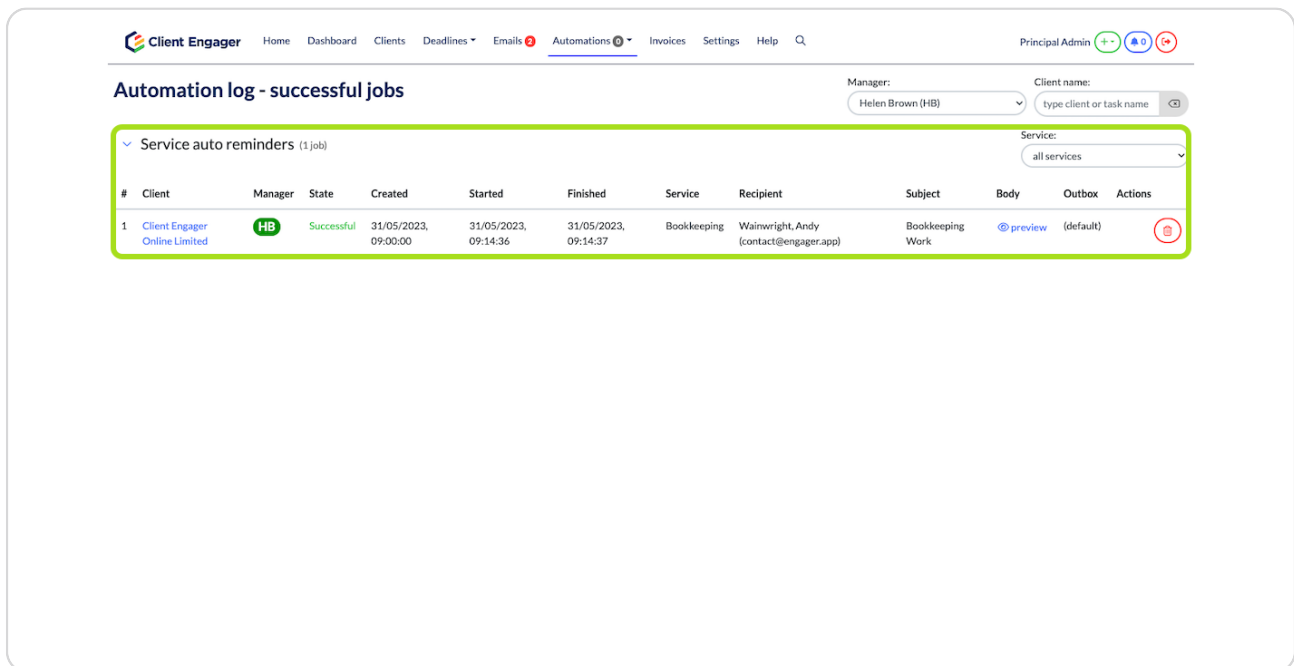 Client Engager Home Dashboard Clients Deadlines Emails 2 Automations 0 Invoices Settings Help Principal Admin + 0
Automation log - successful jobs
Manager: Client name:
Helen Brown (HB) type client or task name
Service auto reminders (1 job)
Service:
all services
# Client Manager State Created Started Finished Service Recipient Subject Body Outbox Actions
1 Client Engager HB Successful 31/05/2023, 31/05/2023, 31/05/2023, Bookkeeping Wainwright, Andy Bookkeeping preview (default)
Online Limited 09:00:00 09:14:36 09:14:37 (contact@engager.app) Work